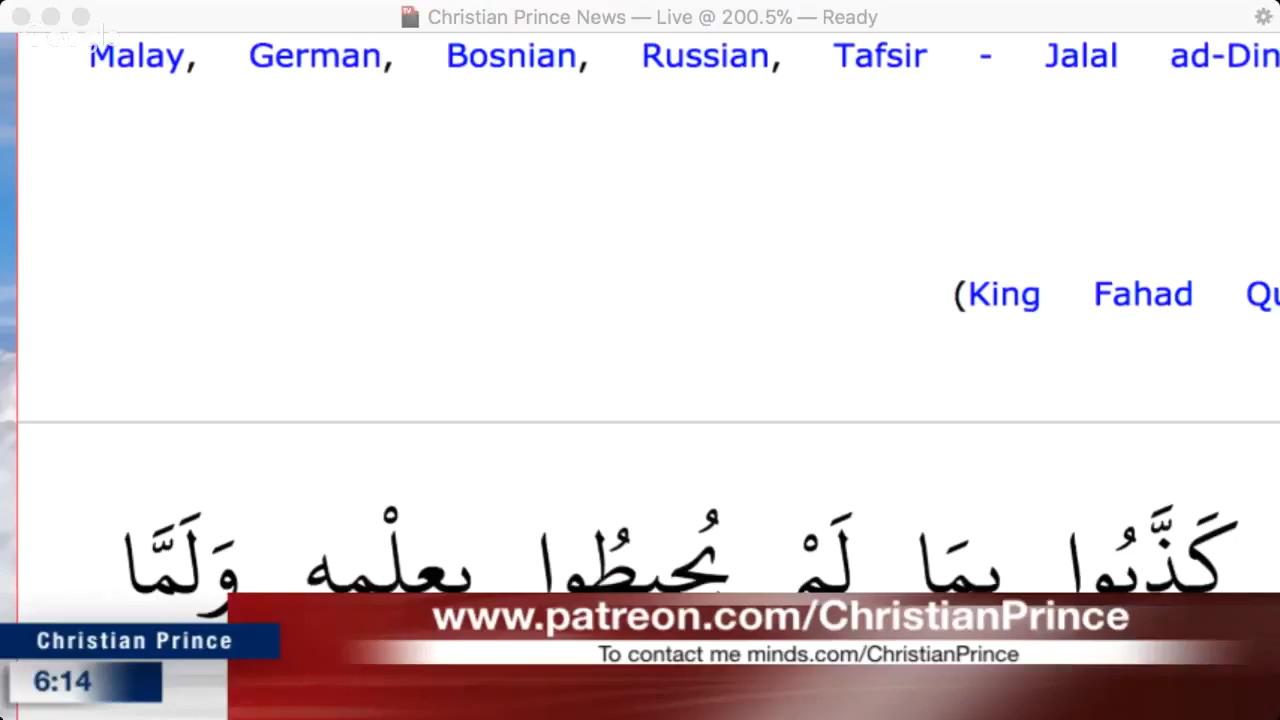 Christian Prince News — Live @ 200.5% — Ready
Malay, German, Bosnian, Russian, Tafsir - Jalal ad-Din
(King Fahad Qu
كَذَّبُوا بِمَا لَمْ يُحِيطُوا بِعِلْمِهِ وَلَمَّا
www.patreon.com/ChristianPrince
Christian Prince
To contact me minds.com/ChristianPrince
6:14